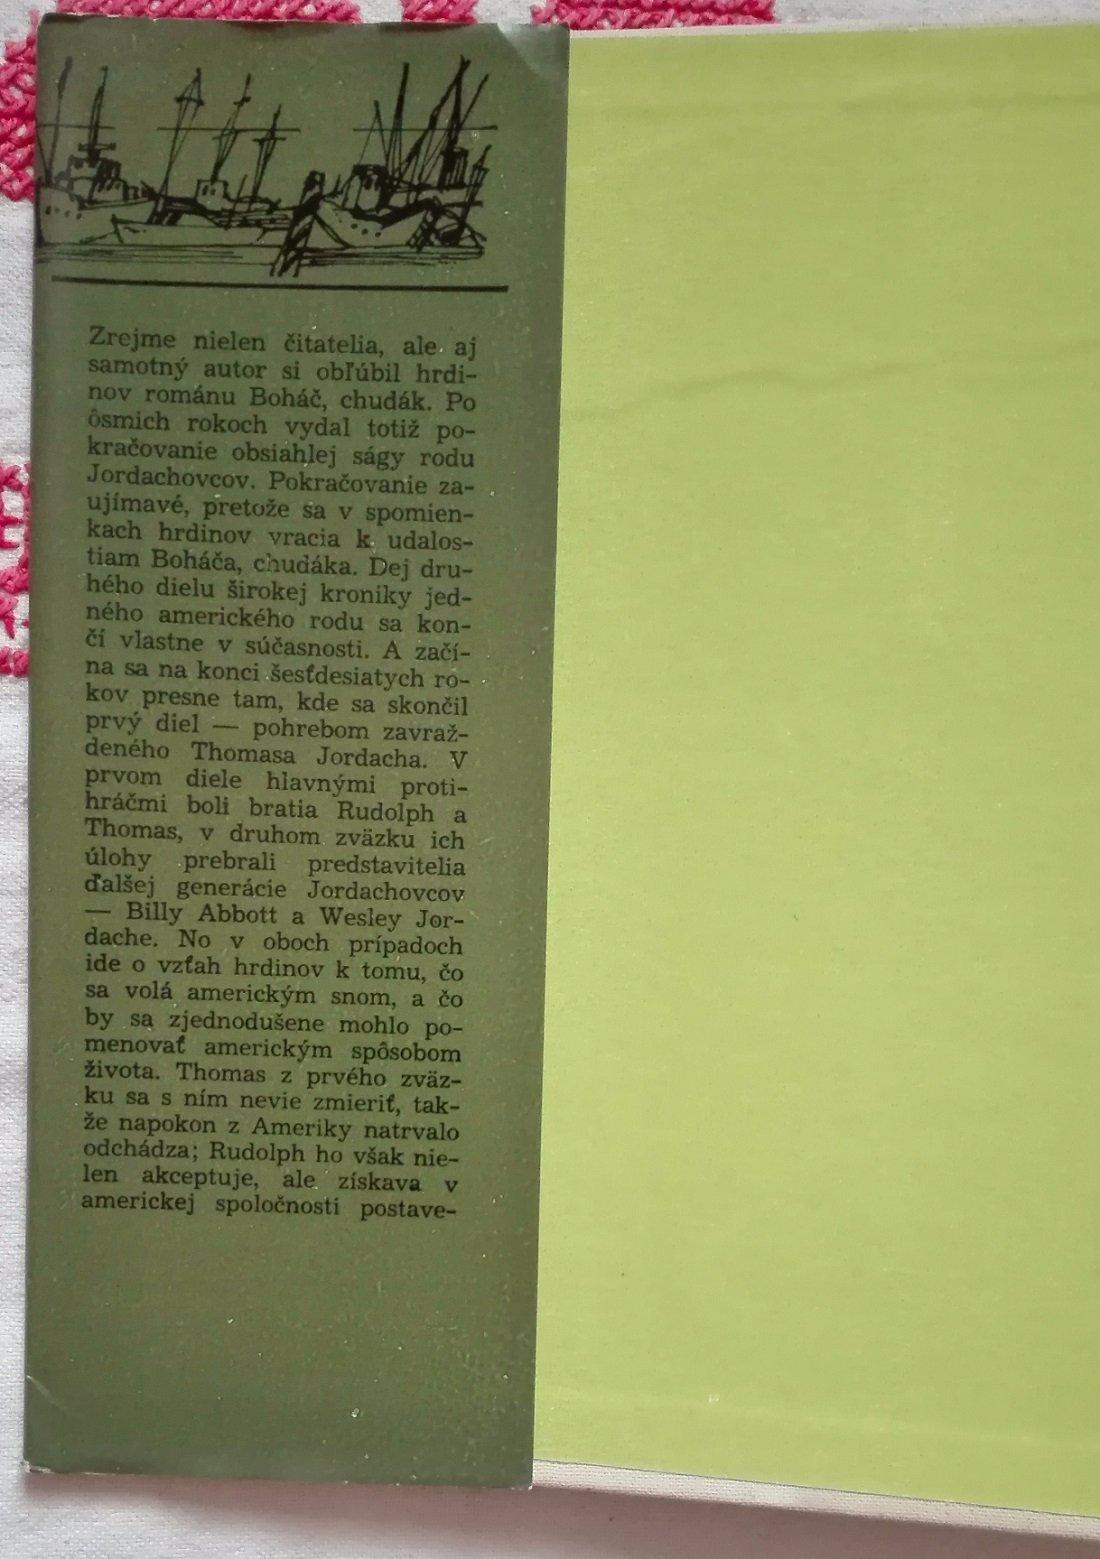 Zrejme nielen čitatelia, ale aj
samotný autor si obľúbil hrdi-
nov románu Boháč, chudák. Po
ôsmich rokoch vydal totiž po-
kračovanie obsiahlej ságy rodu
Jordachovcov. Pokračovanie za-
ujímavé, pretože sa v spomien-
kach hrdinov vracia k udalos-
tiam Boháča, chudáka. Dej dru-
hého dielu širokej kroniky jed-
ného amerického rodu sa kon-
čí vlastne v súčasnosti. A začí-
na sa na konci šesťdesiatych ro-
kov presne tam, kde sa skončil
prvý diel — pohrebom zavraž-
deného Thomasa Jordacha. V
prvom diele hlavnými proti-
hráčmi boli bratia Rudolph a
Thomas, v druhom zväzku ich
úlohy prebrali predstavitelia
ďalšej generácie Jordachovcov
— Billy Abbott a Wesley Jor-
dache. No v oboch prípadoch
ide o vzťah hrdinov k tomu, čo
sa volá americkým snom, a čo
by sa zjednodušene mohlo po-
menovať americkým spôsobom
života. Thomas z prvého zväz-
ku sa s ním nevie zmieriť, tak-
že napokon z Ameriky natrvalo
odchádza; Rudolph ho však nie-
len akceptuje, ale získava v
americkej spoločnosti postave-